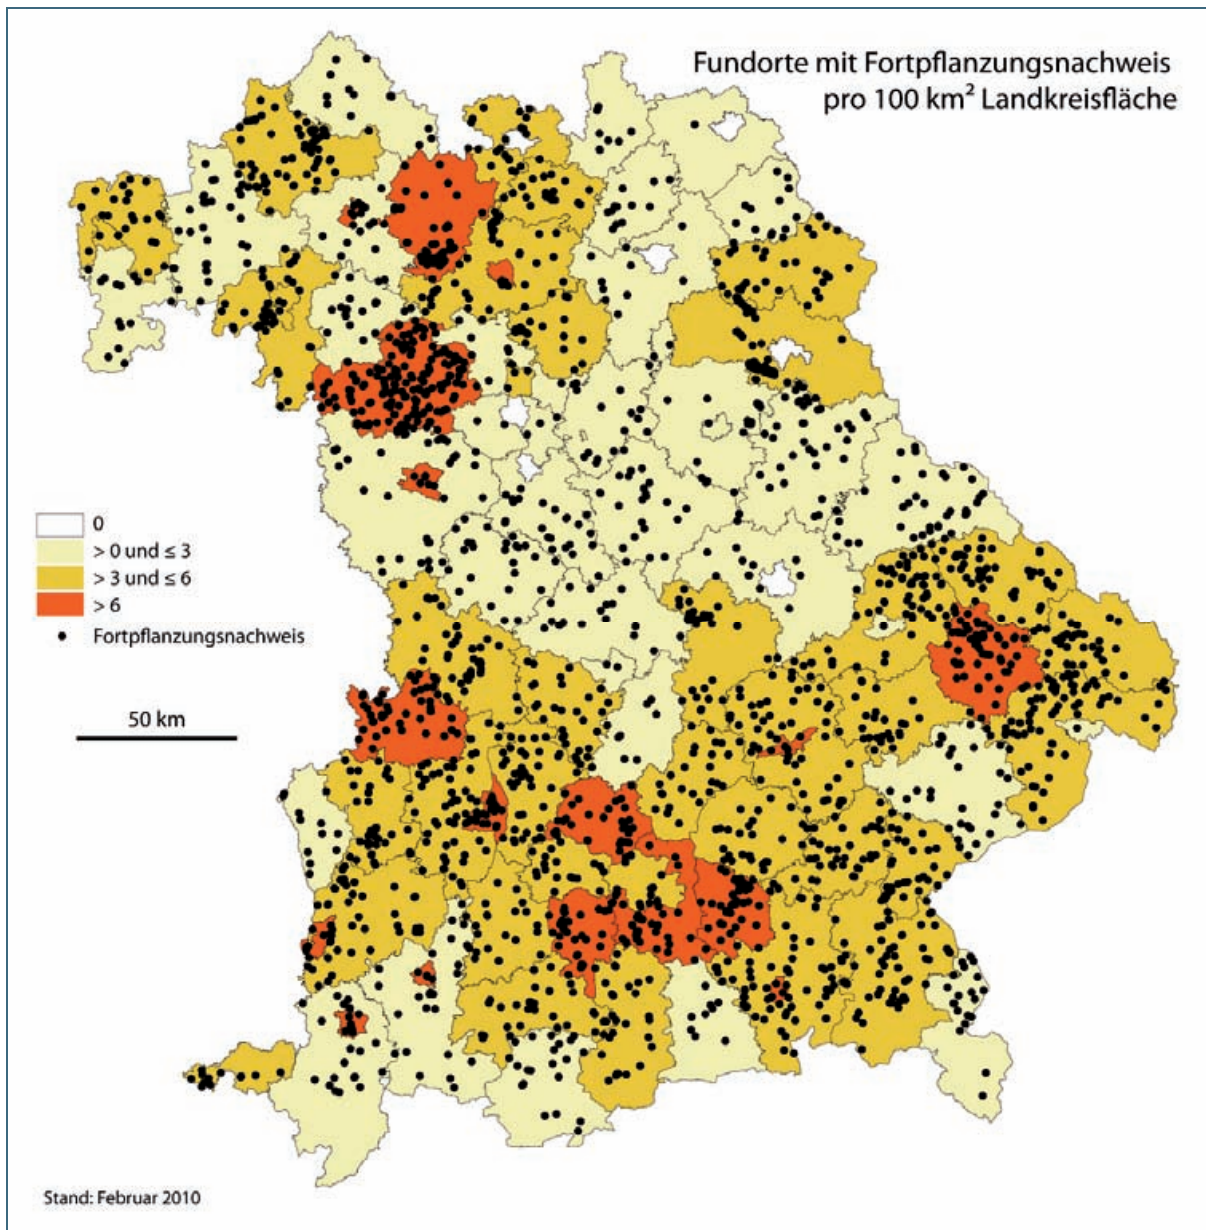 Fundorte mit Fortpflanzungsnachweis
pro 100 km² Landkreisfläche
0
> 0 und ≤ 3
> 3 und ≤ 6
> 6
Fortpflanzungsnachweis
50 km
Stand: Februar 2010